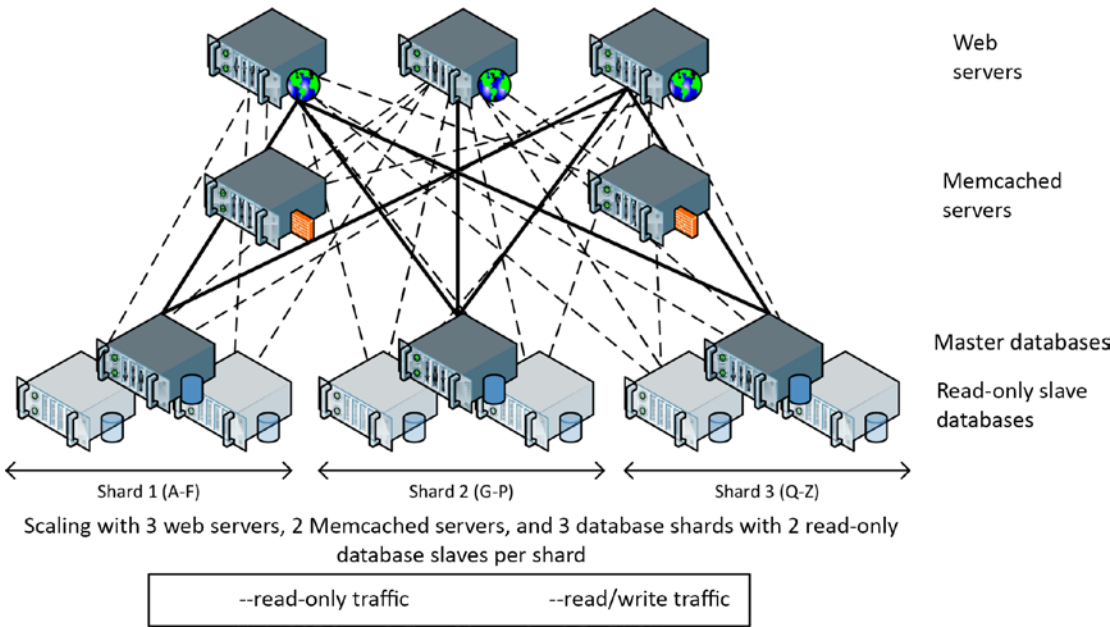 Web
servers
Memcached
servers
Master databases
Read-only slave
databases
Shard 1 (A-F)
Shard 2 (G-P)
Shard 3 (Q-Z)
Scaling with 3 web servers, 2 Memcached servers, and 3 database shards with 2 read-only
database slaves per shard
--read-only traffic
--read/write traffic